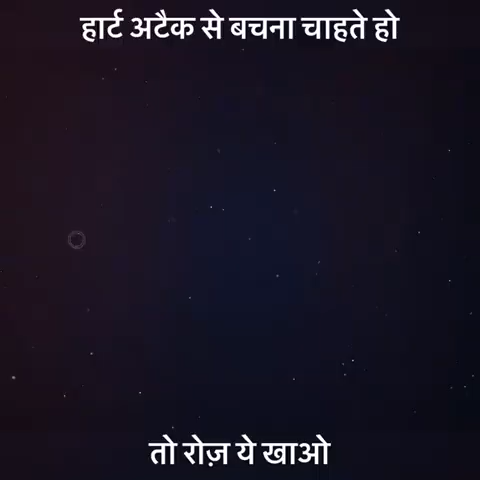 हार्ट अटैक से बचना चाहते हो
तो रोज़ ये खाओ